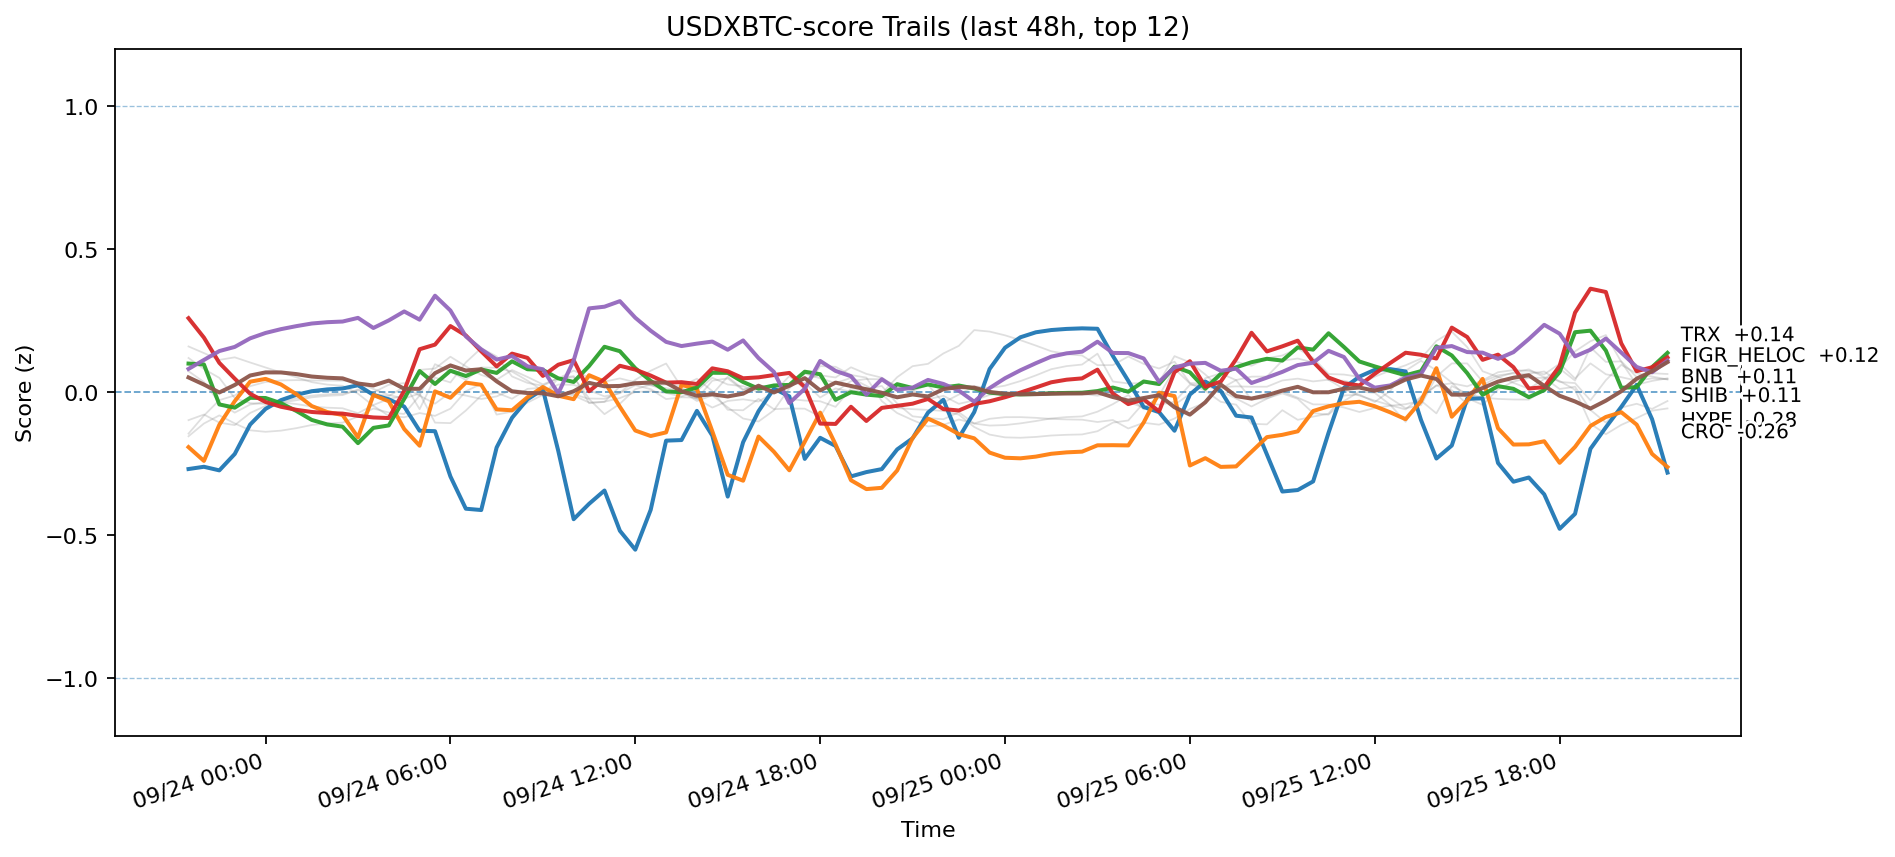 USDXBTC-score Trails (last 48h, top 12)
Score (z)
1.0
0.5
0.0
−0.5
−1.0
TRX +0.14
FIGR_HELOC +0.12
BNB +0.11
SHIB +0.11
HYPE -0.28
CRO -0.26
09/24 00:00
09/24 06:00
09/24 12:00
09/24 18:00
09/25 00:00
09/25 06:00
09/25 12:00
09/25 18:00
Time